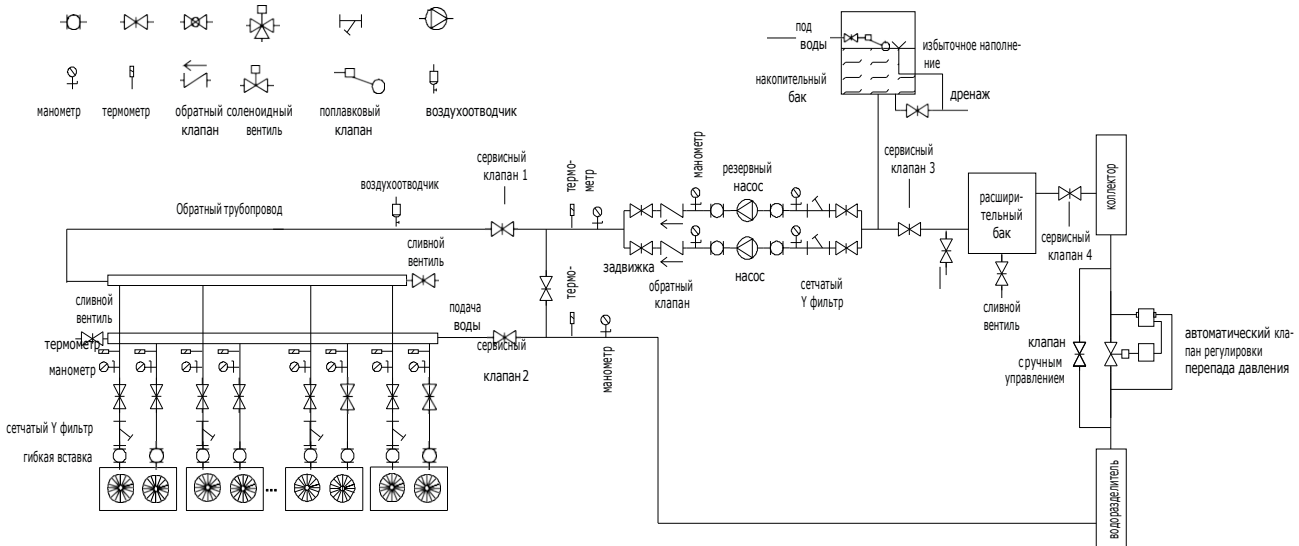 манометр
термометр
обратный
клапан
соленоидный
вентиль
поплавковый
клапан
воздухоотводчик
под
воды
избыточное наполне-
ние
накопительный
бак
дренаж
сервисный
клапан 1
воздухоотводчик
Обратный трубопровод
термо-
метр
манометр
резервный
насос
сервисный
клапан 3
расшири-
тельный
бак
коллектор
сервисный
клапан 4
сливной
вентиль
задвижка
обратный
клапан
насос
сетчатый
Y фильтр
сливной
вентиль
сливной
вентиль
подача
воды
термо-
сервисный
клапан 2
манометр
термометр
манометр
клапан
с ручным
управлением
автоматический кла-
пан регулировки
перепада давления
сетчатый Y фильтр
гибкая вставка
...
водоразделитель